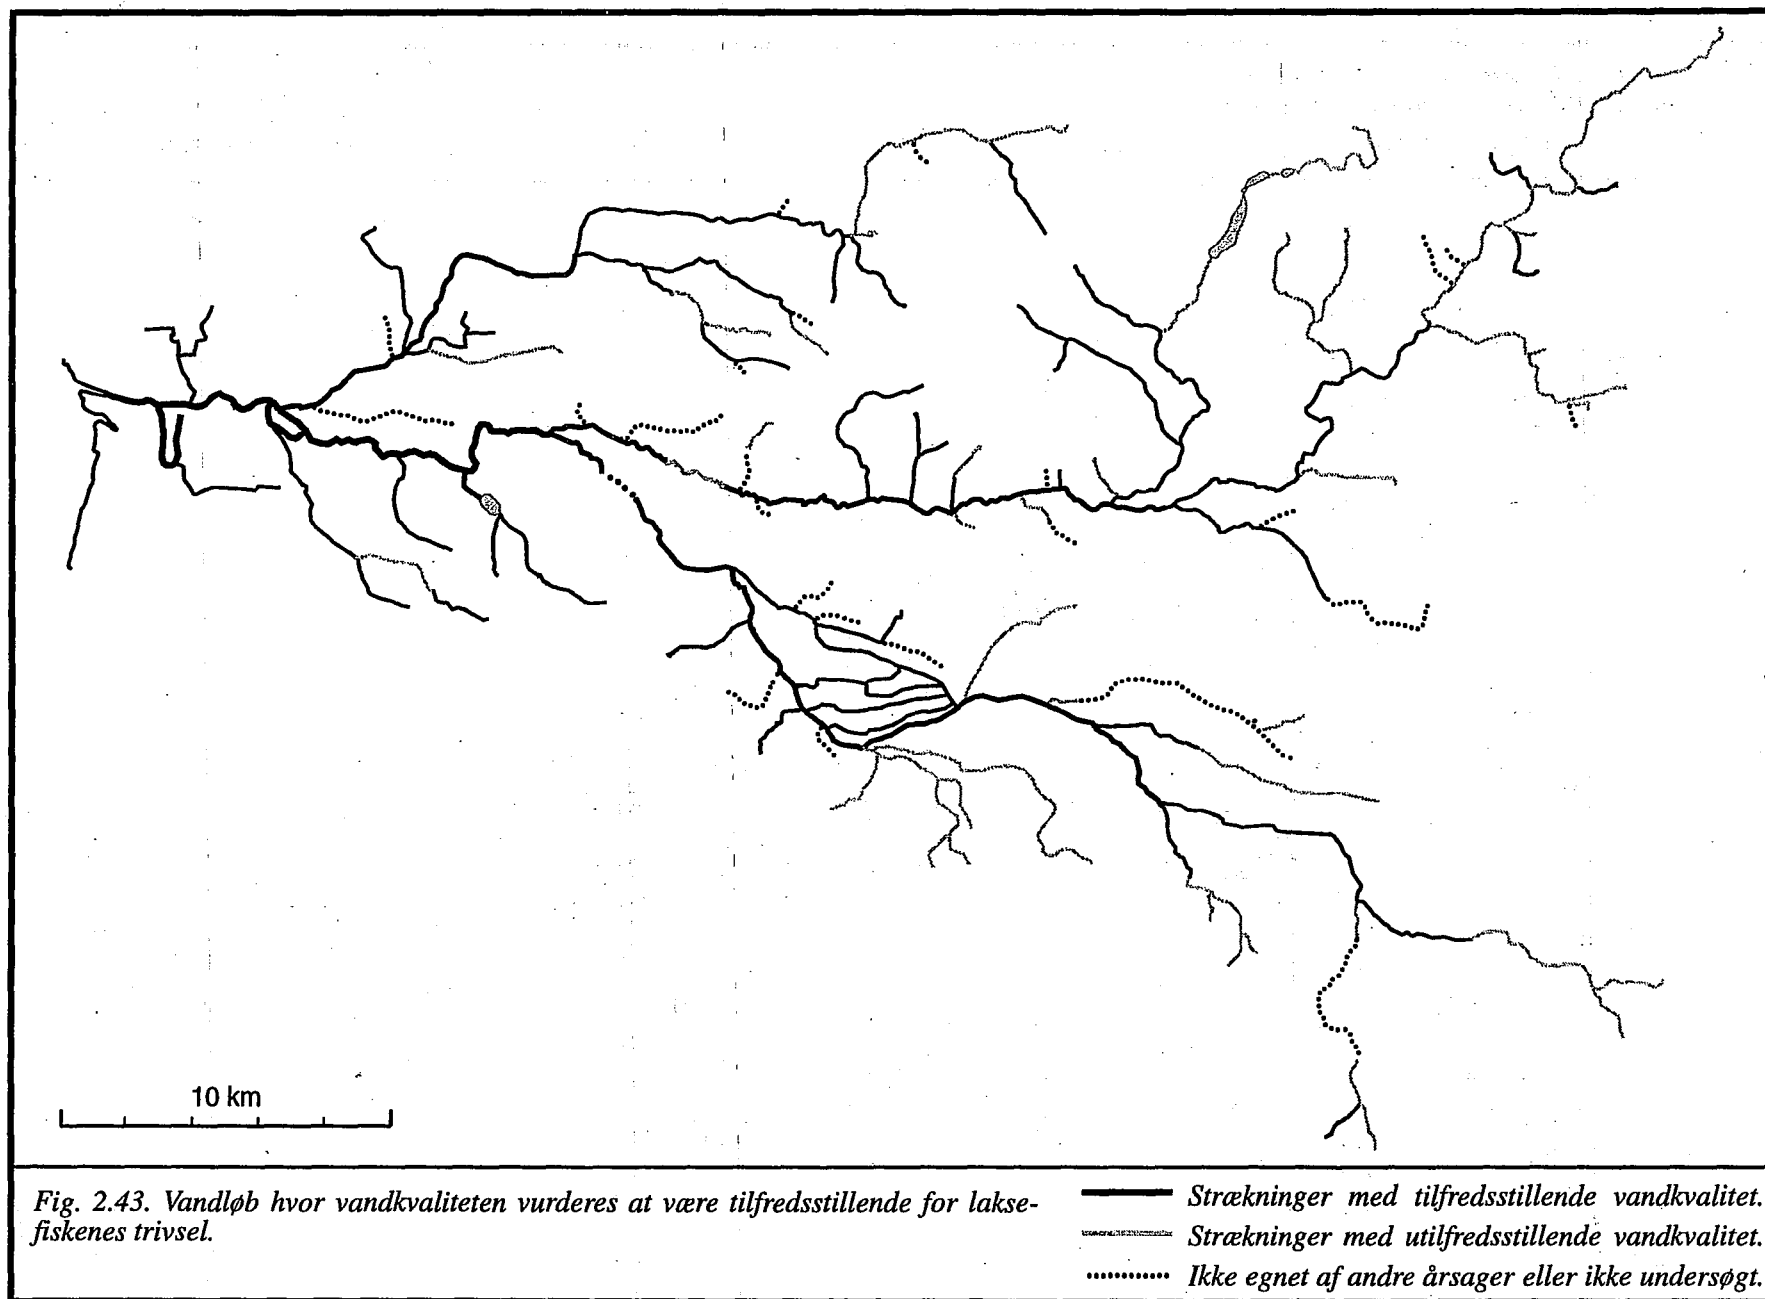 10 km
Fig. 2.43. Vandløb hvor vandkvaliteten vurderes at være tilfredsstillende for lakse-
fiskenes trivsel.
Strækninger med tilfredsstillende vandkvalitet.
Strækninger med utilfredsstillende vandkvalitet.
Ikke egnet af andre årsager eller ikke undersøgt.